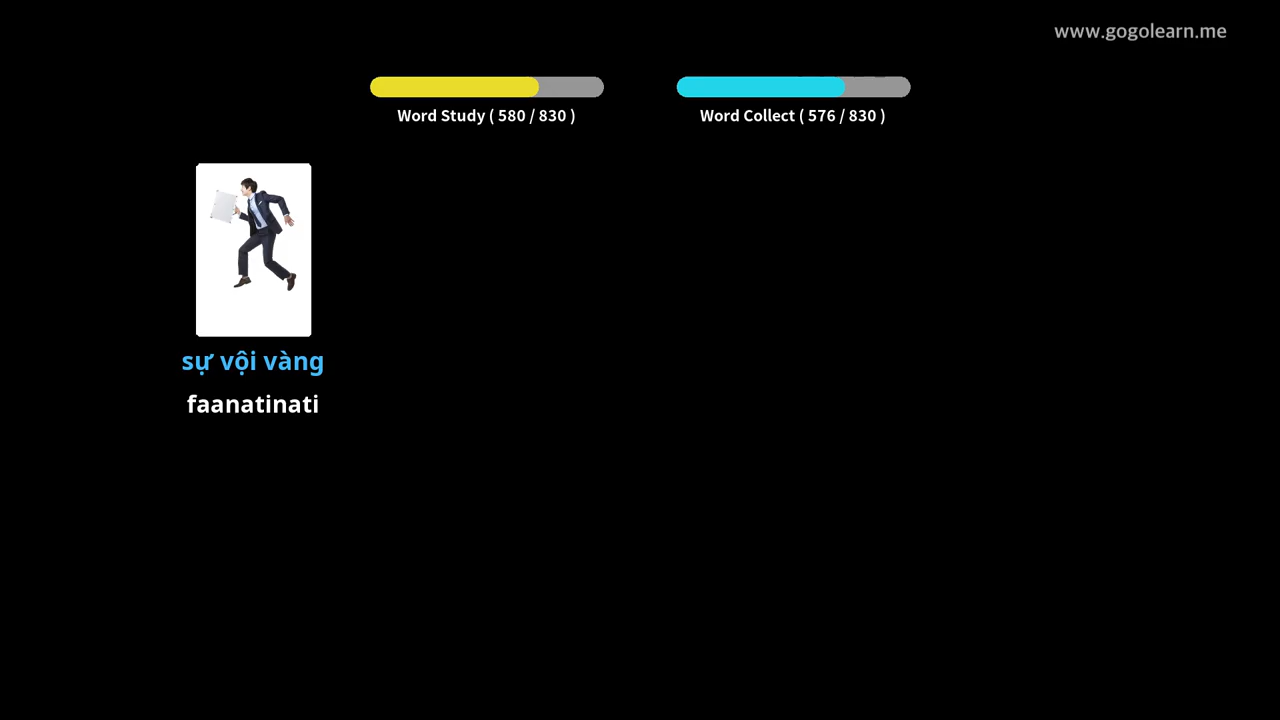 www.gogolearn.me
Word Study ( 580 / 830 )
Word Collect ( 576 / 830 )
sự vội vàng
faanatinati